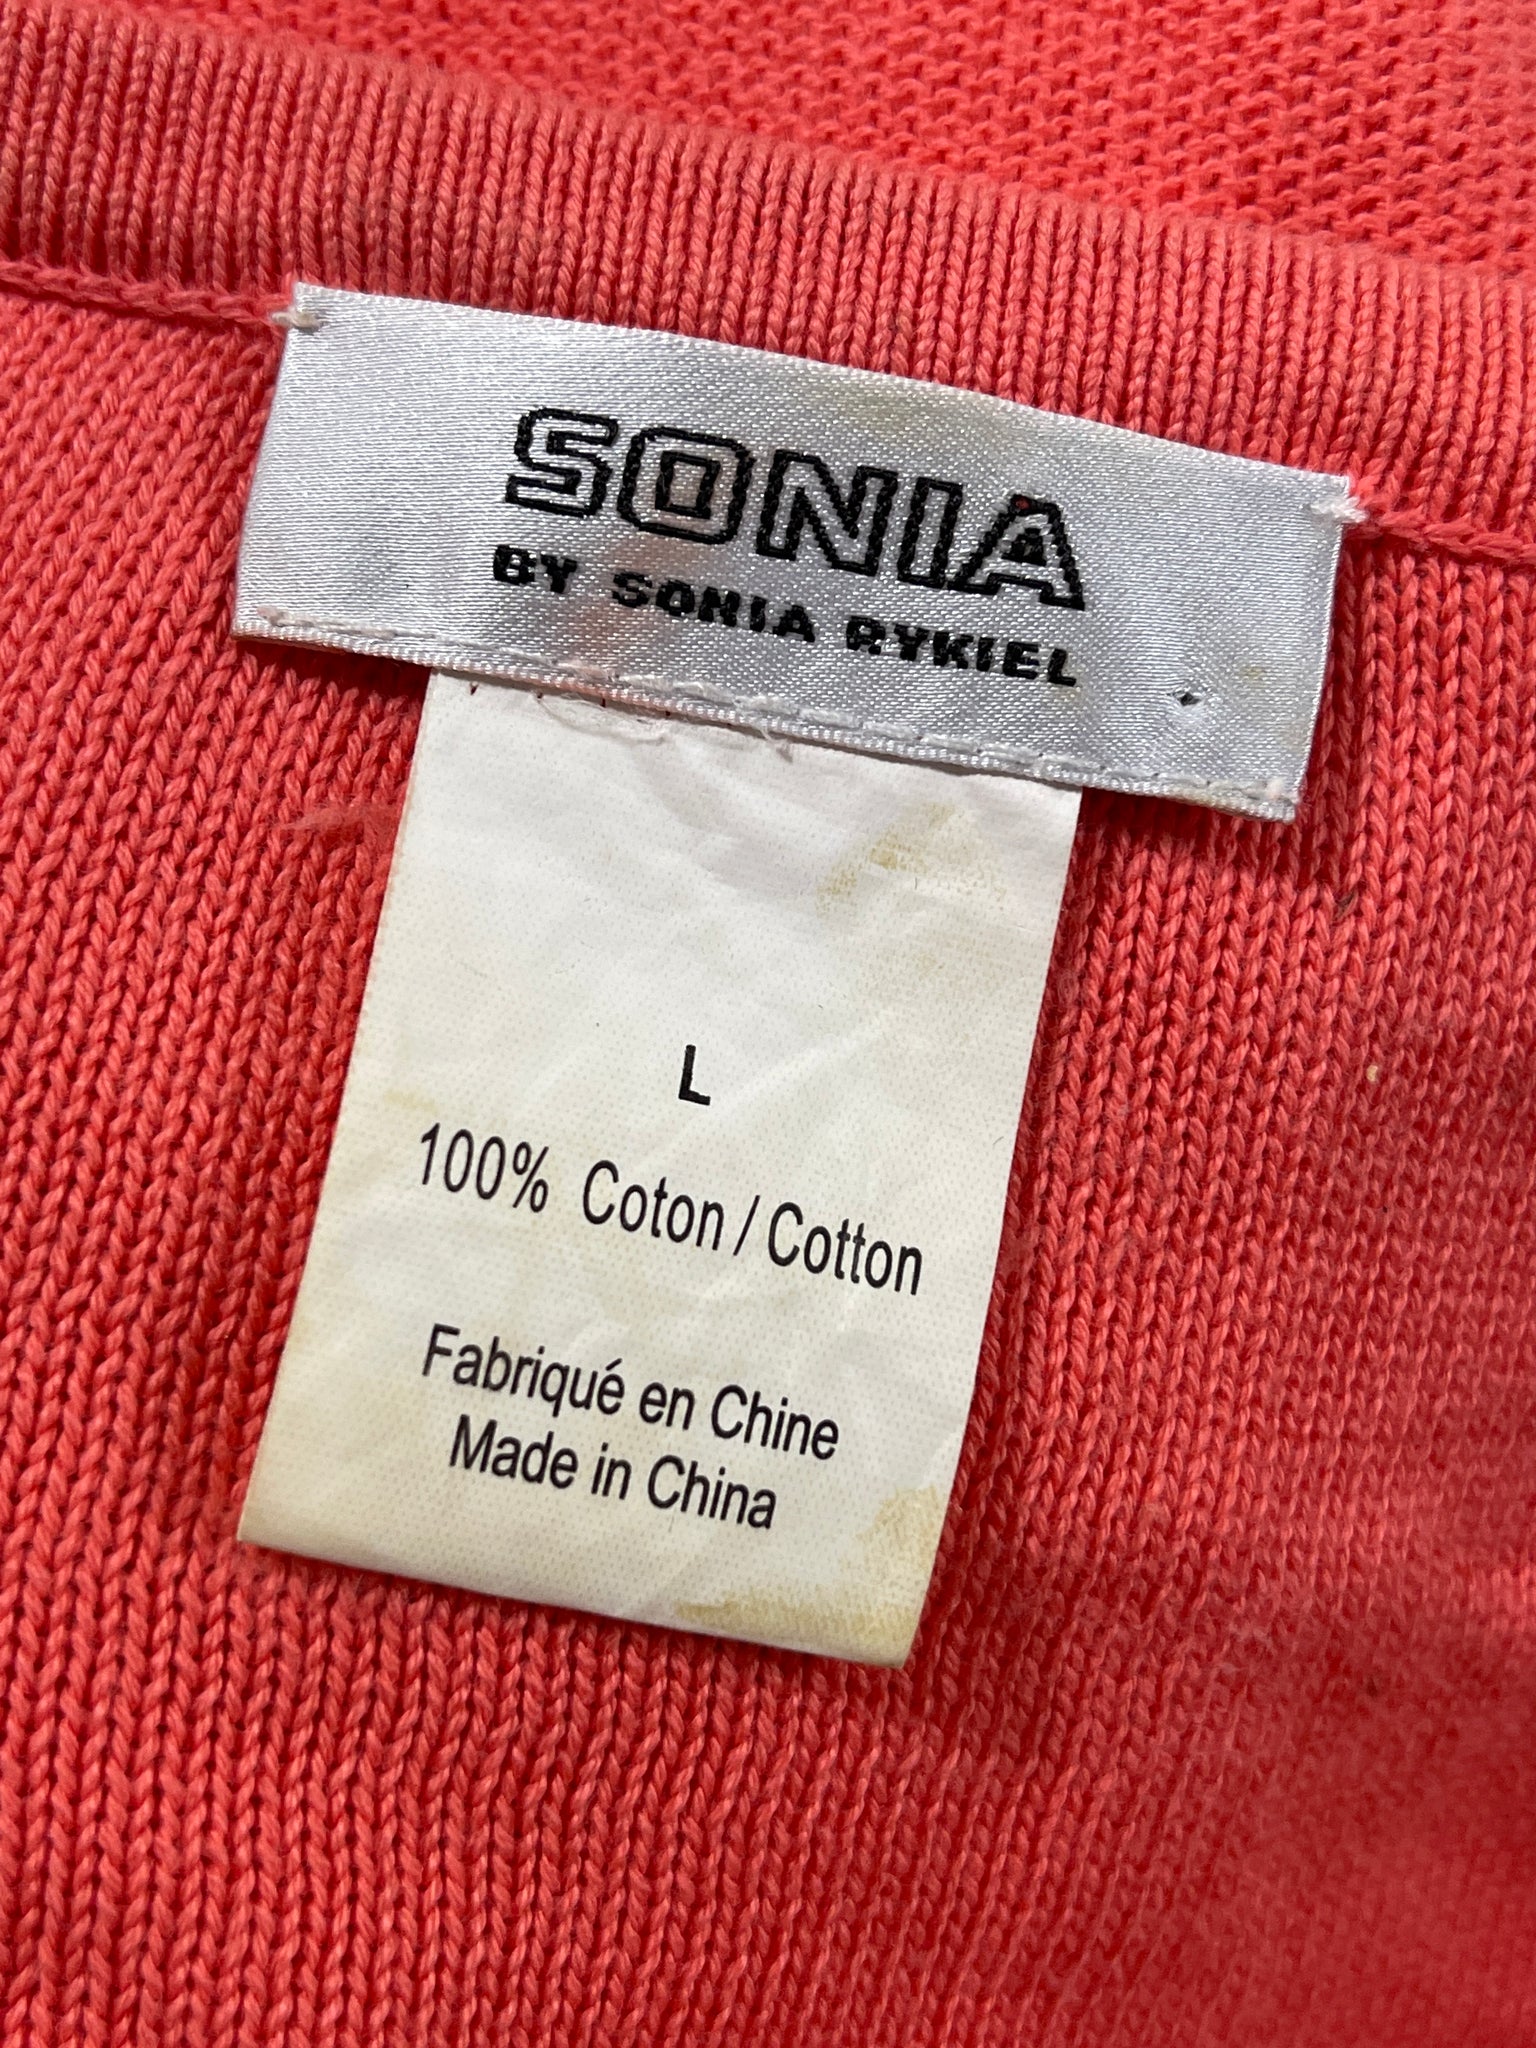 SONIA
BY SONIA RYKIEL
L
100% Coton / Cotton
Fabriqué en Chine
Made in China